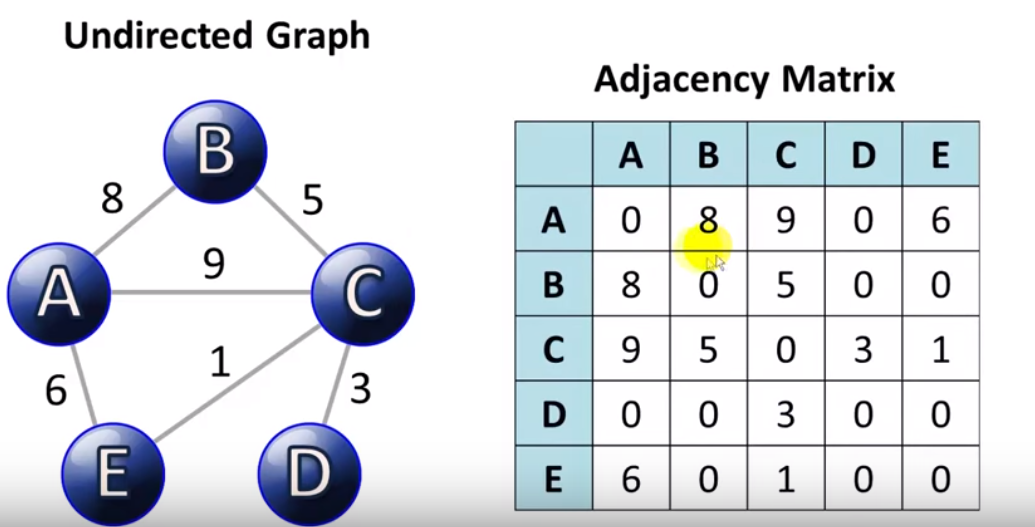 Undirected Graph
B
8
5
A
9
C
6
1
3
E
D
Adjacency Matrix
A B C D E
A 0 8 9 0 6
B 8 0 5 0 0
C 9 5 0 3 1
D 0 0 3 0 0
E 6 0 1 0 0